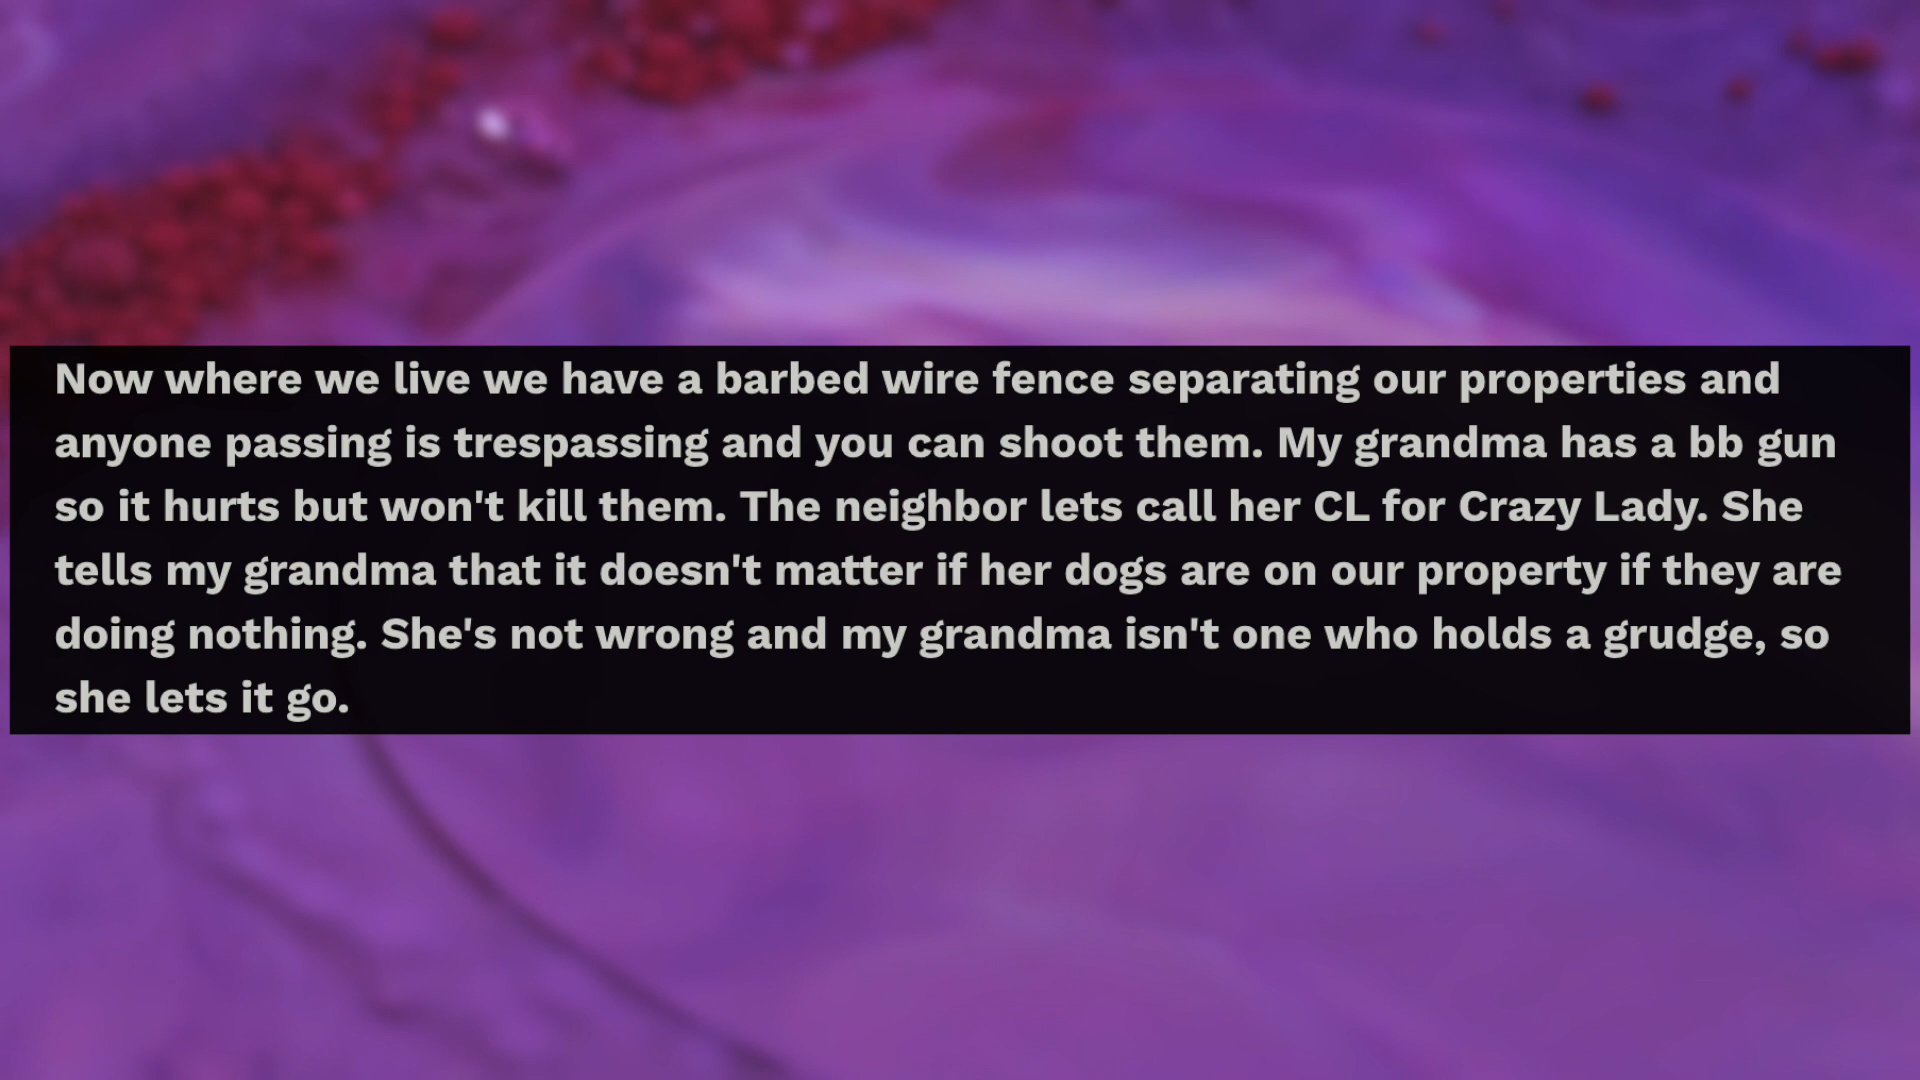 Now where we live we have a barbed wire fence separating our properties and
anyone passing is trespassing and you can shoot them. My grandma has a bb gun
so it hurts but won't kill them. The neighbor lets call her CL for Crazy Lady. She
tells my grandma that it doesn't matter if her dogs are on our property if they are
doing nothing. She's not wrong and my grandma isn't one who holds a grudge, so
she lets it go.